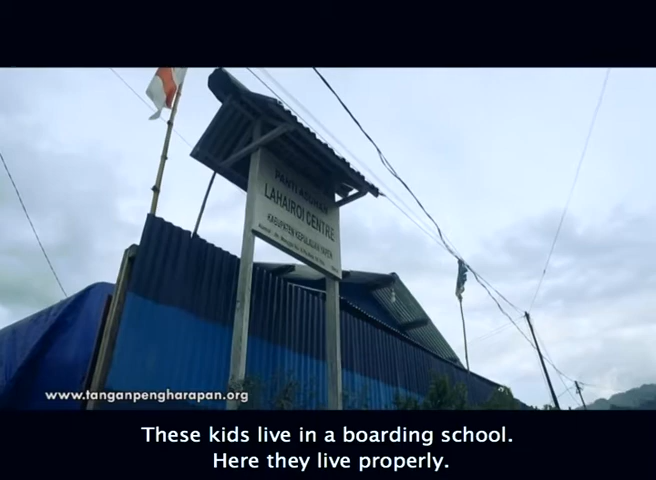 PANTI ASUHAN
LAHAIROI CENTRE
KABUPATEN KEPULAUAN YAPEN
www.tanganpengharapan.org
These kids live in a boarding school.
Here they live properly.